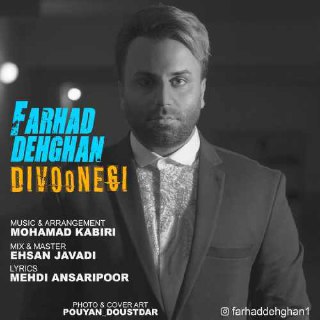 FARHAD
DEHGHAN
DIVOONEGI
MUSIC & ARRANGEMENT
MOHAMAD KABIRI
MIX & MASTER
EHSAN JAVADI
LYRICS
MEHDI ANSARIPOOR
PHOTO & COVER ART
POUYAN_DOUSTDAR
farhaddehghan1